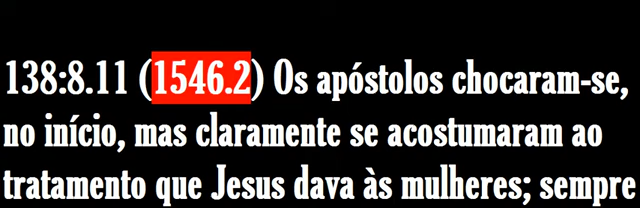 138:8.11 (1546.2) Os apóstolos chocaram-se,
no início, mas claramente se acostumaram ao
tratamento que Jesus dava às mulheres; sempre